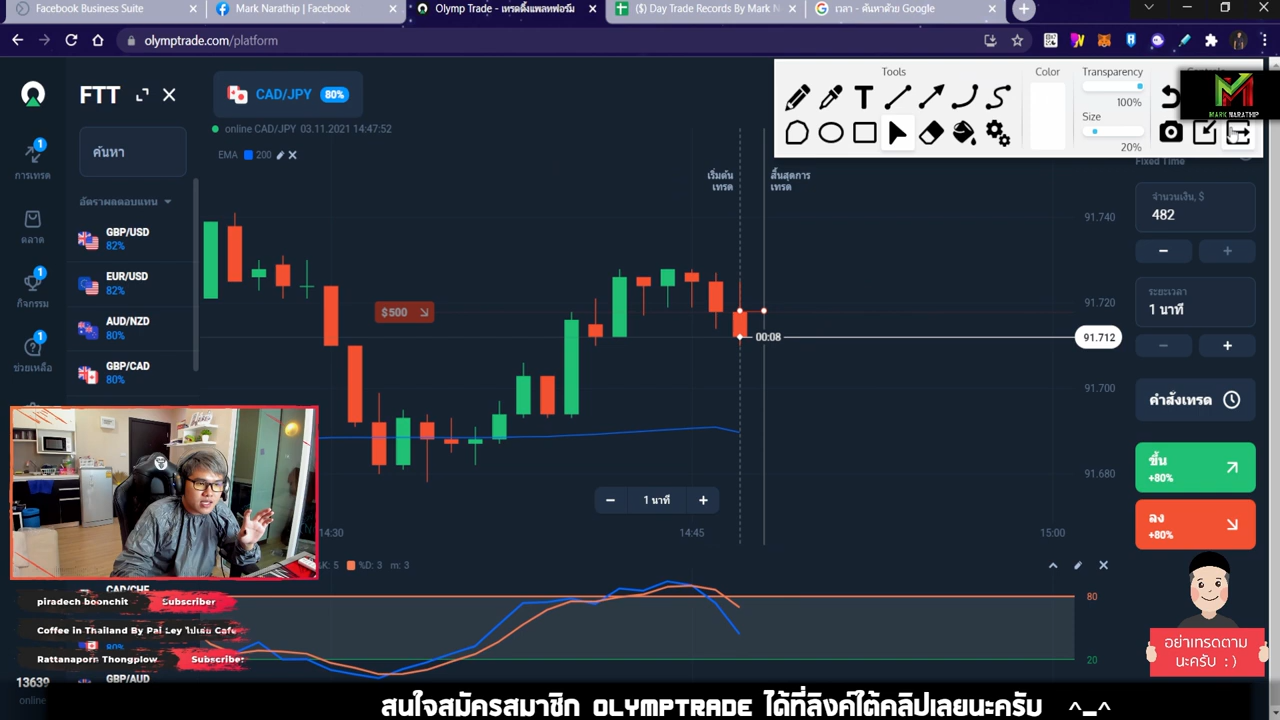 Facebook Business Suite
Mark Narathip | Facebook
Olymp Trade - เทรดดิ้งแพลทฟอร์ม
($) Day Trade Records By Mark N
เวลา - ค้นหาด้วย Google
olymptrade.com/platform
FTT
CAD/JPY 80%
online CAD/JPY 03.11.2021 14:47:52
EMA 200
Tools
Color
Transparency
100%
Size
20%
MARK NARATHIP
Fixed Time
ค้นหา
อัตราผลตอบแทน
การเทรด
ตลาด
กิจกรรม
ช่วยเหลือ
1
1
1
GBP/USD
82%
EUR/USD
82%
AUD/NZD
80%
GBP/CAD
80%
CAD/CHF
80%
GBP/AUD
เริ่มต้น
เทรด
สิ้นสุดการ
เทรด
$500
00:08
91.740
91.720
91.712
91.700
91.680
จำนวนเงิน, $
482
ระยะเวลา
1 นาที
คำสั่งเทรด
ขึ้น
+80%
ลง
+80%
1 นาที
14:30
14:45
15:00
K: 5 %D: 3 m: 3
80
20
piradech boonchit Subscriber
Coffee in Thailand By Pai Ley ไปเล่ย Cafe
Rattanaporn Thongplow Subscribe
13639
online
อย่าเทรดตาม
นะครับ : )
สนใจสมัครสมาชิก OLYMPTRADE ได้ที่ลิงค์ใต้คลิปเลยนะครับ ^_^